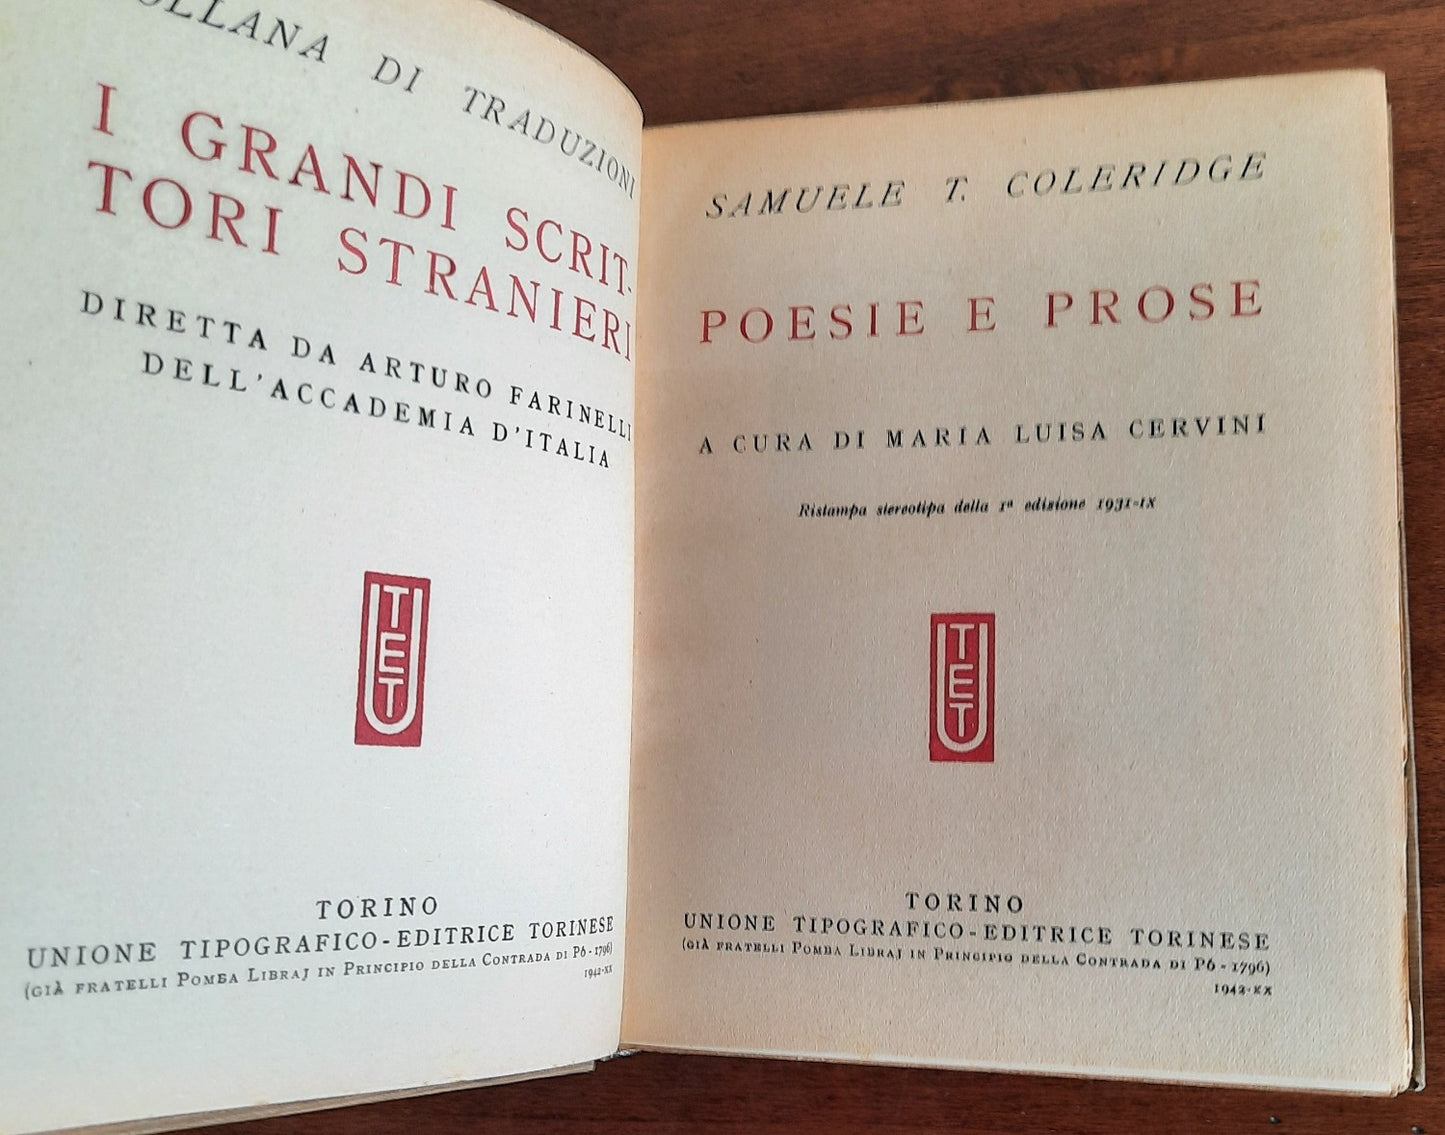 COLLANA DI TRADUZIONI
I GRANDI SCRIT-
TORI STRANIERI
DIRETTA DA ARTURO FARINELLI
DELL'ACCADEMIA D'ITALIA
UTET
TORINO
UNIONE TIPOGRAFICO-EDITRICE TORINESE
(GIÀ FRATELLI POMBA LIBRAJ IN PRINCIPIO DELLA CONTRADA DI PÒ - 1796)
1942-XX
SAMUELE T. COLERIDGE
POESIE E PROSE
A CURA DI MARIA LUISA CERVINI
Ristampa stereotipa della 1ª edizione 1931-IX
UTET
TORINO
UNIONE TIPOGRAFICO-EDITRICE TORINESE
(GIÀ FRATELLI POMBA LIBRAJ IN PRINCIPIO DELLA CONTRADA DI PÒ - 1796)
1942-XX